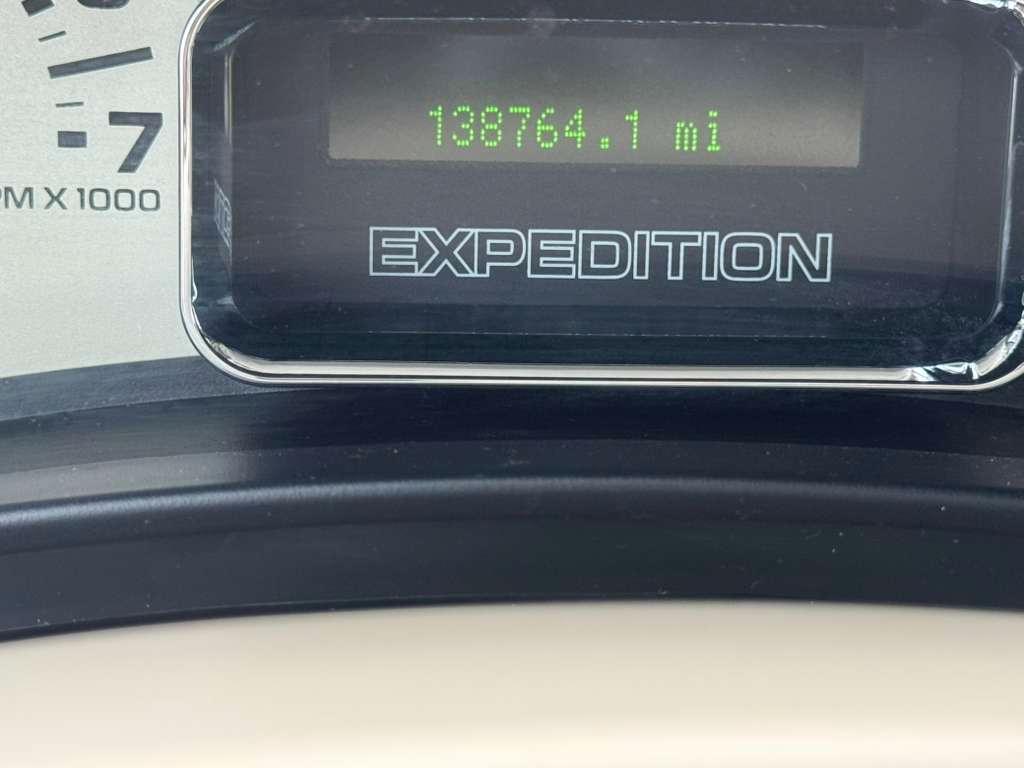 138764.1 mi
7
PM X 1000
EXPEDITION